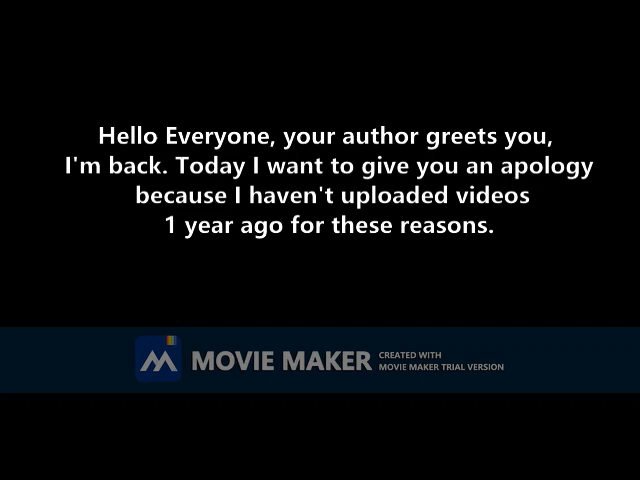 Hello Everyone, your author greets you,
I'm back. Today I want to give you an apology
because I haven't uploaded videos
1 year ago for these reasons.
MOVIE MAKER
CREATED WITH
MOVIE MAKER TRIAL VERSION